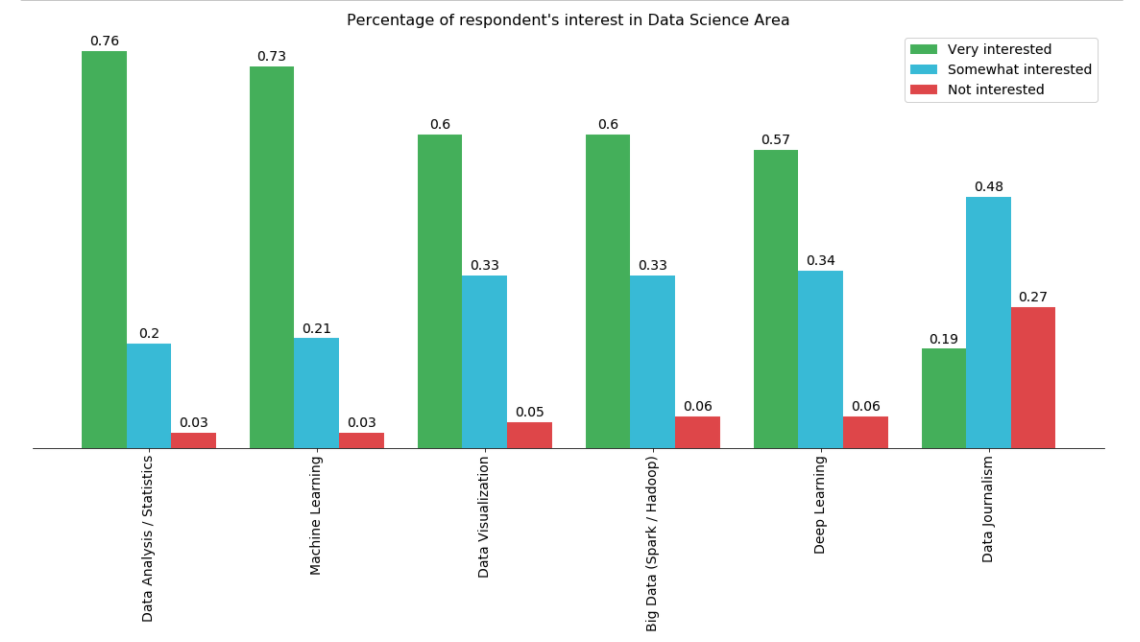 Percentage of respondent's interest in Data Science Area
Very interested
Somewhat interested
Not interested
0.76
0.2
0.03
0.73
0.21
0.03
0.6
0.33
0.05
0.6
0.33
0.06
0.57
0.34
0.06
0.19
0.48
0.27
Data Analysis / Statistics
Machine Learning
Data Visualization
Big Data (Spark / Hadoop)
Deep Learning
Data Journalism